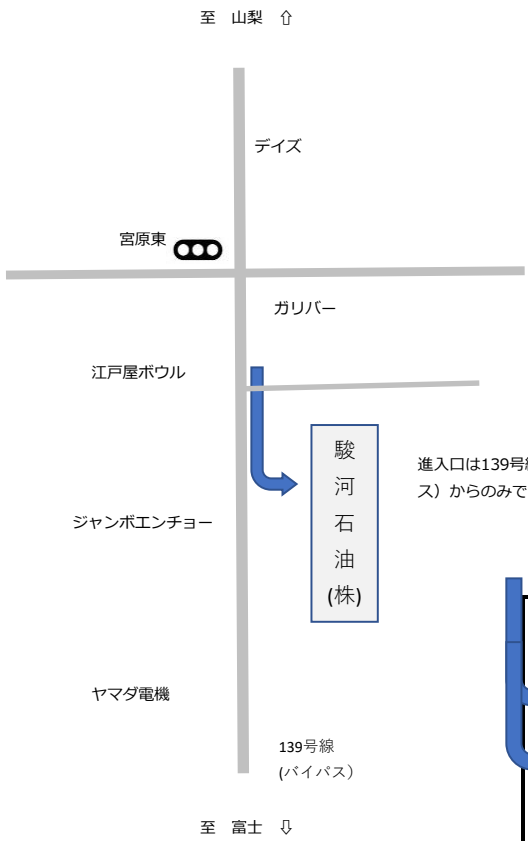 至 山梨 ⇧
デイズ
宮原東
ガリバー
江戸屋ボウル
駿河石油(株)
進入口は139号
ス）からのみで
ジャンボエンチョー
ヤマダ電機
139号線
(バイパス）
至 富士 ⇩